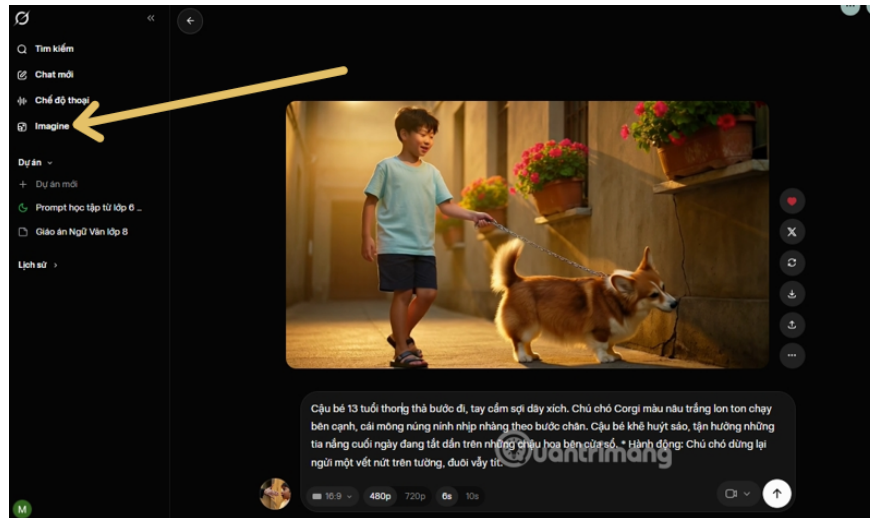 Tìm kiếm
Chat mới
Chế độ thoại
Imagine
Dự án
+ Dự án mới
Prompt học tập từ lớp 6 ...
Giáo án Ngữ Văn lớp 8
Lịch sử
M
Cậu bé 13 tuổi thong thả bước đi, tay cầm sợi dây xích. Chú chó Corgi màu nâu trắng lon ton chạy
bên cạnh, cái mông núng nính nhịp nhàng theo bước chân. Cậu bé khẽ huýt sáo, tận hưởng những
tia nắng cuối ngày đang tắt dần trên những chậu hoa bên cửa sổ. * Hành động: Chú chó dừng lại
ngửi một vết nứt trên tường, đuôi vẫy tít.
Quantrimang
16:9 480p 720p 6s 10s